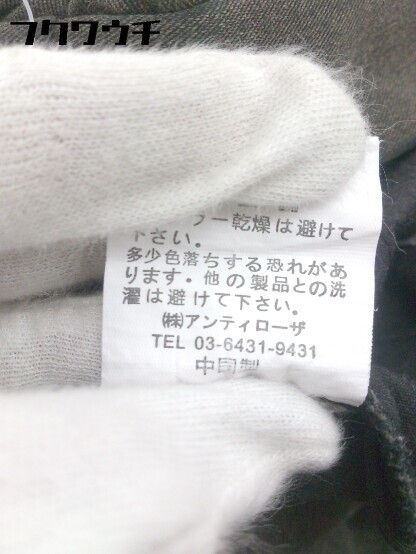 フクワウチ
ー乾燥は避けて
下さい。
多少色落ちする恐れがあ
ります。他の製品との洗
濯は避けて下さい。
㈱アンティローザ
TEL 03-6431-9431
中国製